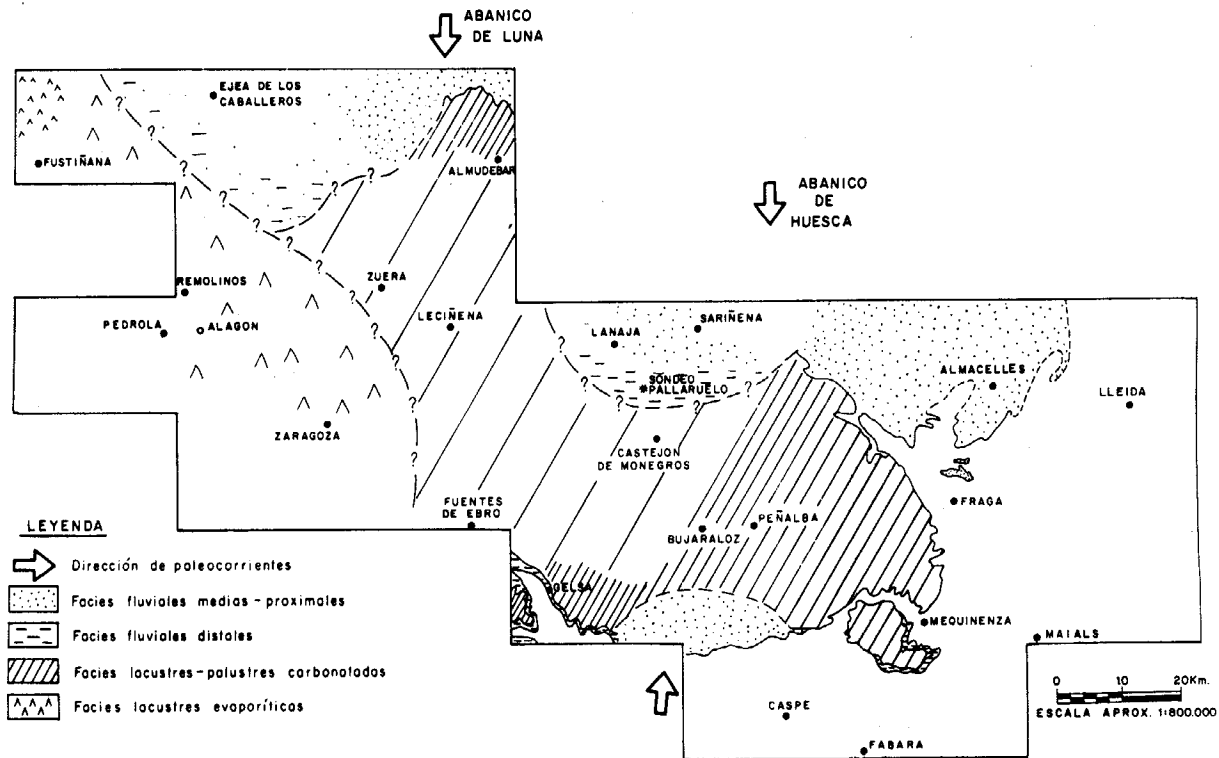 ABANICO
DE LUNA
EJEA DE LOS
CABALLEROS
FUSTIÑANA
ALMUDEBAR
ABANICO
DE
HUESCA
REMOLINOS
ZUERA
PEDROLA
ALAGON
LECIÑENA
LANAJA
SARIÑENA
SONDEO
PALLARUELO
ALMACELLES
LLEIDA
ZARAGOZA
CASTEJON
DE MONEGROS
FUENTES
DE EBRO
BUJARALOZ
PEÑALBA
FRAGA
GELSA
MEQUINENZA
MAIALS
CASPE
FABARA
LEYENDA
Dirección de paleocorrientes
Facies fluviales medias-proximales
Facies fluviales distales
Facies lacustres-palustres carbonatadas
Facies lacustres evaporíticas
0 10 20Km.
ESCALA APROX. 1:800.000
? ? ? ? ? ? ? ? ? ? ? ? ? ? ? ? ? ? ?